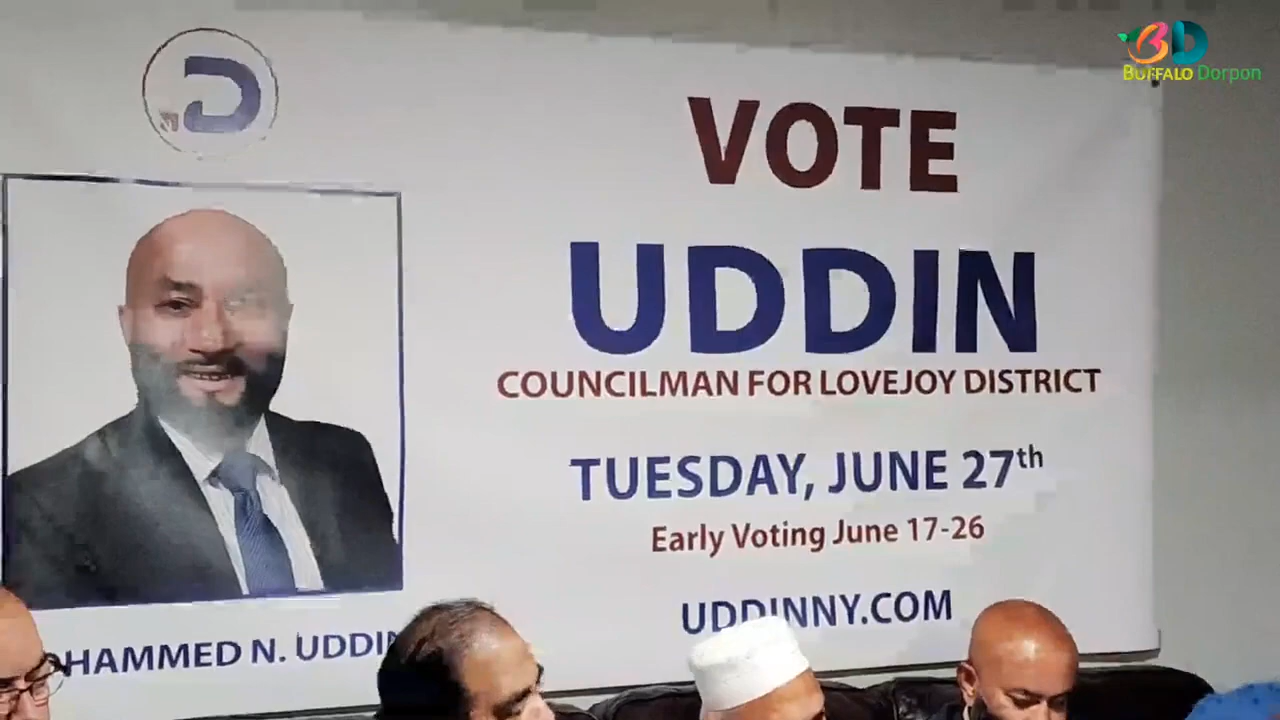 BUFFALO Dorpon
VOTE
UDDIN
COUNCILMAN FOR LOVEJOY DISTRICT
TUESDAY, JUNE 27th
Early Voting June 17-26
UDDINNY.COM
HAMMED N. UDDIN